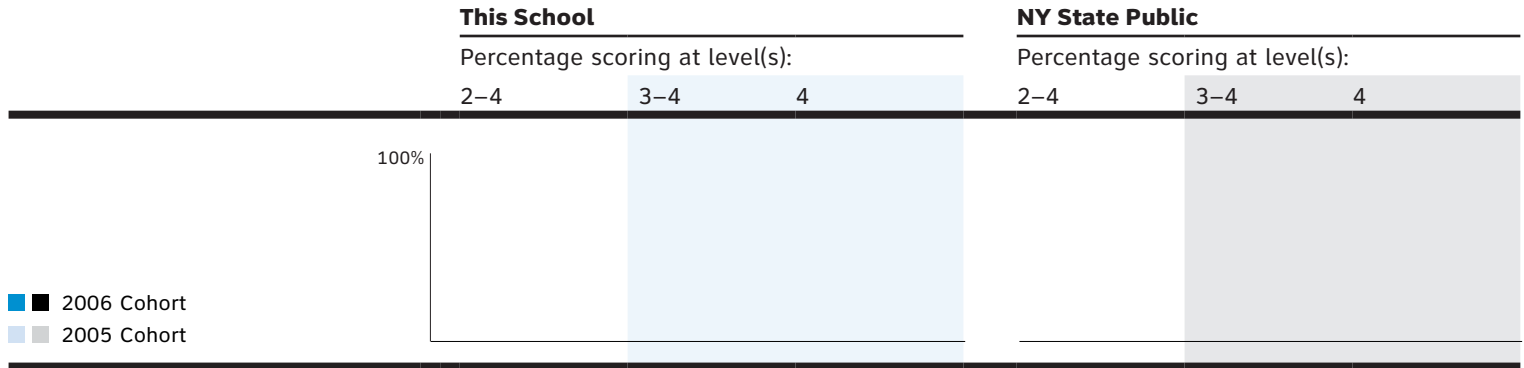 This School
NY State Public
Percentage scoring at level(s):
Percentage scoring at level(s):
2–4 3–4 4
2–4 3–4 4
100%
2006 Cohort
2005 Cohort